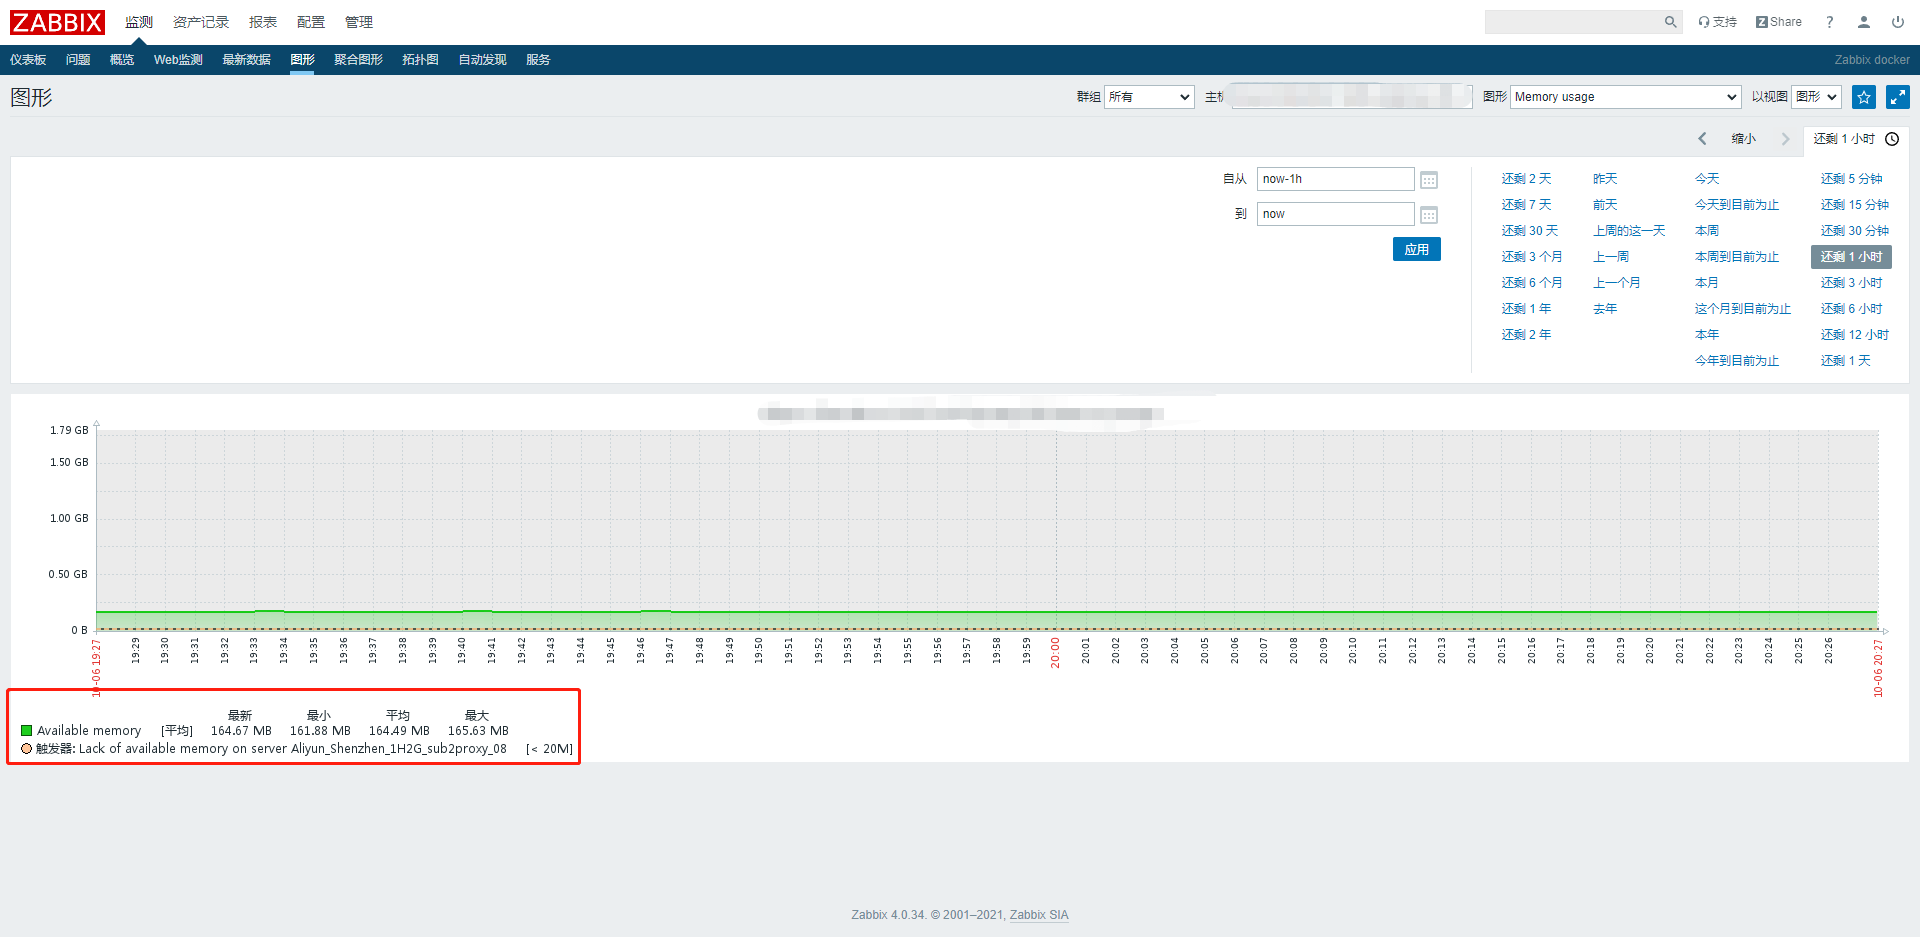 ZABBIX 监测 资产记录 报表 配置 管理 支持 Z Share ?
仪表板 问题 概览 Web监测 最新数据 图形 聚合图形 拓扑图 自动发现 服务 Zabbix docker
图形 群组 所有 主机 图形 Memory usage 以视图 图形
缩小 还剩 1 小时
自从 now-1h
到 now
应用
还剩 2 天 昨天 今天 还剩 5 分钟
还剩 7 天 前天 今天到目前为止 还剩 15 分钟
还剩 30 天 上周的这一天 本周 还剩 30 分钟
还剩 3 个月 上一周 本周到目前为止 还剩 1 小时
还剩 6 个月 上一个月 本月 还剩 3 小时
还剩 1 年 去年 这个月到目前为止 还剩 6 小时
还剩 2 年 本年 还剩 12 小时
今年到目前为止 还剩 1 天
1.79 GB
1.50 GB
1.00 GB
0.50 GB
0 B
10-06 19:27 19:29 19:30 19:31 19:32 19:33 19:34 19:35 19:36 19:37 19:38 19:39 19:40 19:41 19:42 19:43 19:44 19:45 19:46 19:47 19:48 19:49 19:50 19:51 19:52 19:53 19:54 19:55 19:56 19:57 19:58 19:59 20:00 20:01 20:02 20:03 20:04 20:05 20:06 20:07 20:08 20:09 20:10 20:11 20:12 20:13 20:14 20:15 20:16 20:17 20:18 20:19 20:20 20:21 20:22 20:23 20:24 20:25 20:26 10-06 20:27
最新 最小 平均 最大
Available memory [平均] 164.67 MB 161.88 MB 164.49 MB 165.63 MB
触发器: Lack of available memory on server Aliyun_Shenzhen_1H2G_sub2proxy_08 [< 20M]
Zabbix 4.0.34. © 2001–2021, Zabbix SIA